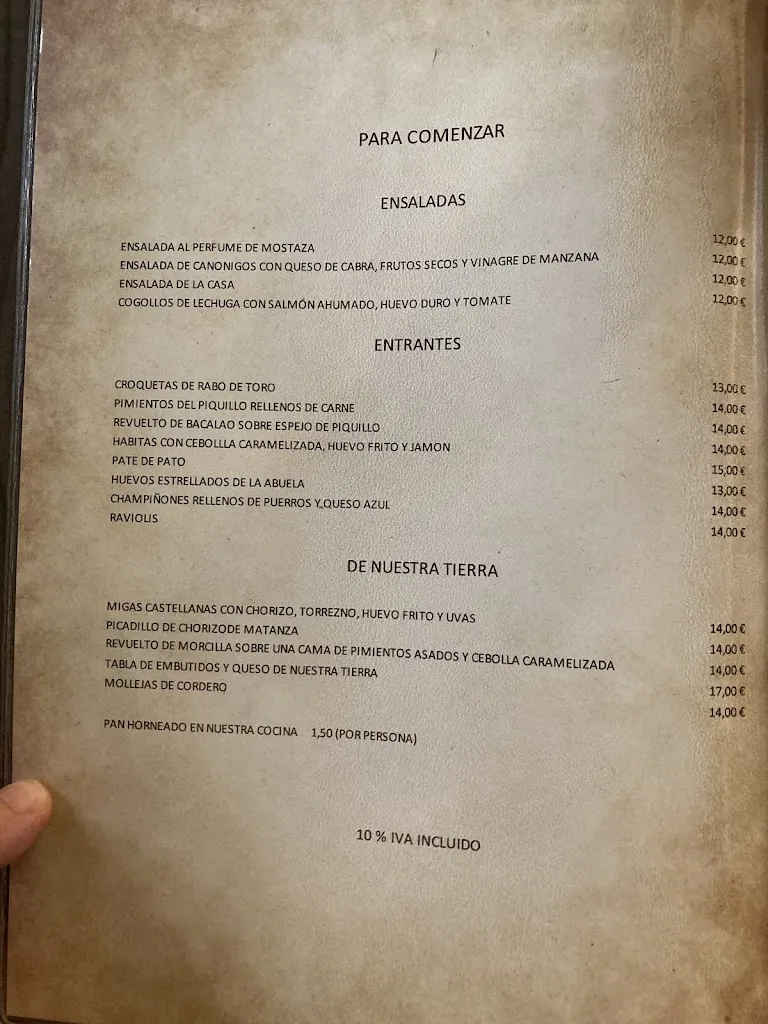 PARA COMENZAR
ENSALADAS
ENSALADA AL PERFUME DE MOSTAZA 12,00 €
ENSALADA DE CANONIGOS CON QUESO DE CABRA, FRUTOS SECOS Y VINAGRE DE MANZANA 12,00 €
ENSALADA DE LA CASA 12,00 €
COGOLLOS DE LECHUGA CON SALMÓN AHUMADO, HUEVO DURO Y TOMATE 12,00 €
ENTRANTES
CROQUETAS DE RABO DE TORO 13,00 €
PIMIENTOS DEL PIQUILLO RELLENOS DE CARNE 14,00 €
REVUELTO DE BACALAO SOBRE ESPEJO DE PIQUILLO 14,00 €
HABITAS CON CEBOLLLA CARAMELIZADA, HUEVO FRITO Y JAMON 14,00 €
PATE DE PATO 15,00 €
HUEVOS ESTRELLADOS DE LA ABUELA 13,00 €
CHAMPIÑONES RELLENOS DE PUERROS Y QUESO AZUL 14,00 €
RAVIOLIS 14,00 €
DE NUESTRA TIERRA
MIGAS CASTELLANAS CON CHORIZO, TORREZNO, HUEVO FRITO Y UVAS 14,00 €
PICADILLO DE CHORIZODE MATANZA 14,00 €
REVUELTO DE MORCILLA SOBRE UNA CAMA DE PIMIENTOS ASADOS Y CEBOLLA CARAMELIZADA 14,00 €
TABLA DE EMBUTIDOS Y QUESO DE NUESTRA TIERRA 17,00 €
MOLLEJAS DE CORDERO 14,00 €
PAN HORNEADO EN NUESTRA COCINA 1,50 (POR PERSONA)
10 % IVA INCLUIDO